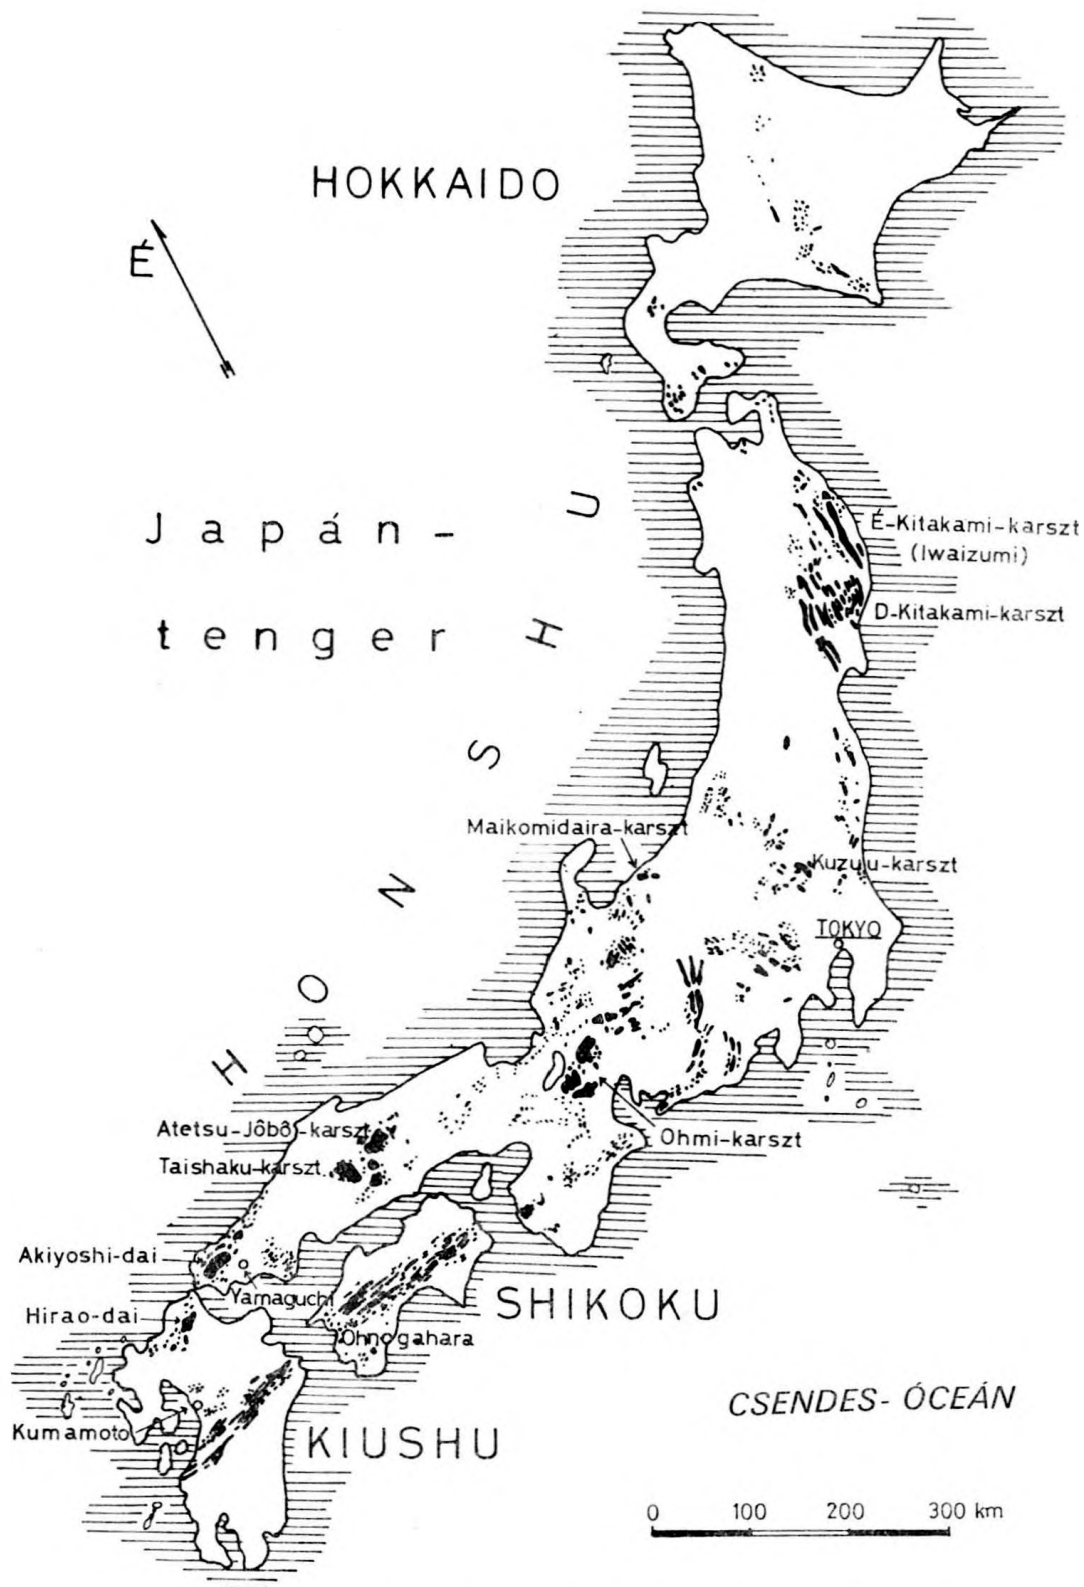 HOKKAIDO
É
Japán-
tenger
HONSHU
É-Kitakami-karszt
(Iwaizumi)
D-Kitakami-karszt
Maikomidaira-karszt
Kuzuu-karszt
TOKYO
Ohmi-karszt
Atetsu-Jôbô-karszt
Taishaku-karszt
Akiyoshi-dai
Yamaguchi
Hirao-dai
Ohnogahara
SHIKOKU
Kumamoto
KIUSHU
CSENDES-ÓCEÁN
0 100 200 300 km